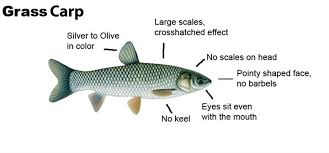 Grass Carp
Large scales,
crosshatched effect
Silver to Olive
in color
No scales on head
Pointy shaped face,
no barbels
Eyes sit even
with the mouth
No keel